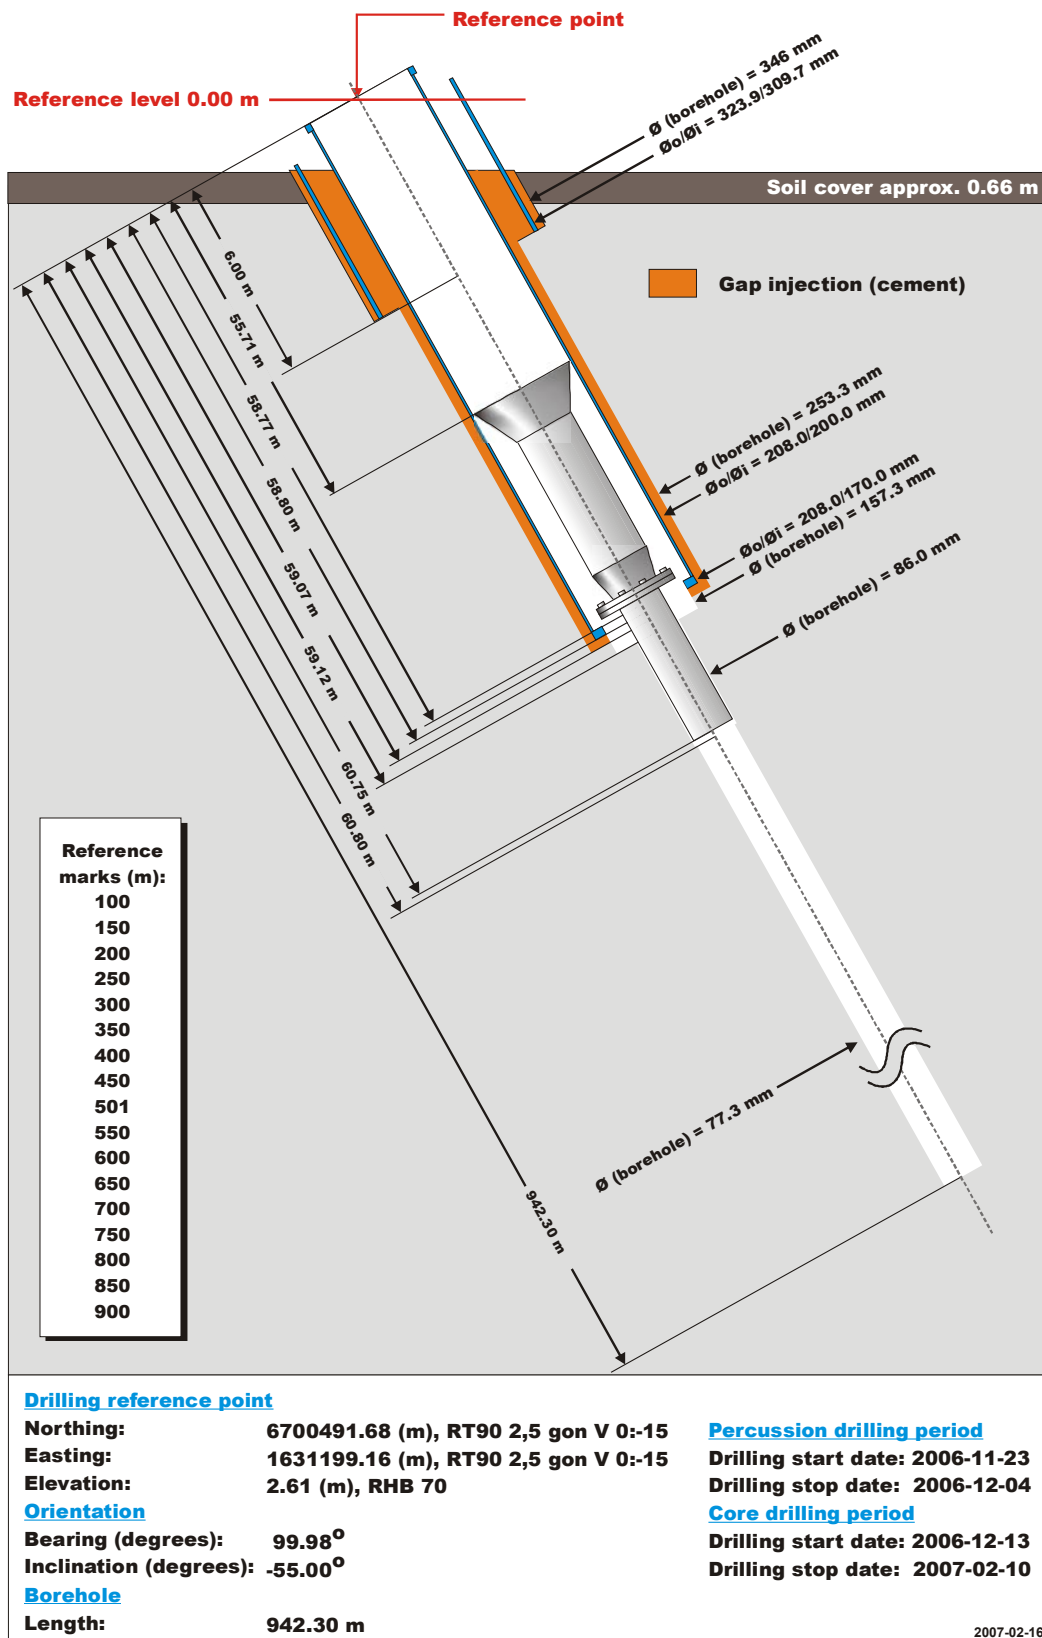 Reference point
Reference level 0.00 m
Ø (borehole) = 346 mm
Øo/Øi = 323.9/309.7 mm
Soil cover approx. 0.66 m
Gap injection (cement)
6.00 m
55.71 m
58.77 m
58.80 m
59.07 m
59.12 m
60.75 m
60.80 m
942.30 m
Ø (borehole) = 253.3 mm
Øo/Øi = 208.0/200.0 mm
Øo/Øi = 208.0/170.0 mm
Ø (borehole) = 157.3 mm
Ø (borehole) = 86.0 mm
Ø (borehole) = 77.3 mm
Reference
marks (m):
100
150
200
250
300
350
400
450
501
550
600
650
700
750
800
850
900
Drilling reference point
Northing: 6700491.68 (m), RT90 2,5 gon V 0:-15
Easting: 1631199.16 (m), RT90 2,5 gon V 0:-15
Elevation: 2.61 (m), RHB 70
Orientation
Bearing (degrees): 99.98°
Inclination (degrees): -55.00°
Borehole
Length: 942.30 m
Percussion drilling period
Drilling start date: 2006-11-23
Drilling stop date: 2006-12-04
Core drilling period
Drilling start date: 2006-12-13
Drilling stop date: 2007-02-10
2007-02-16